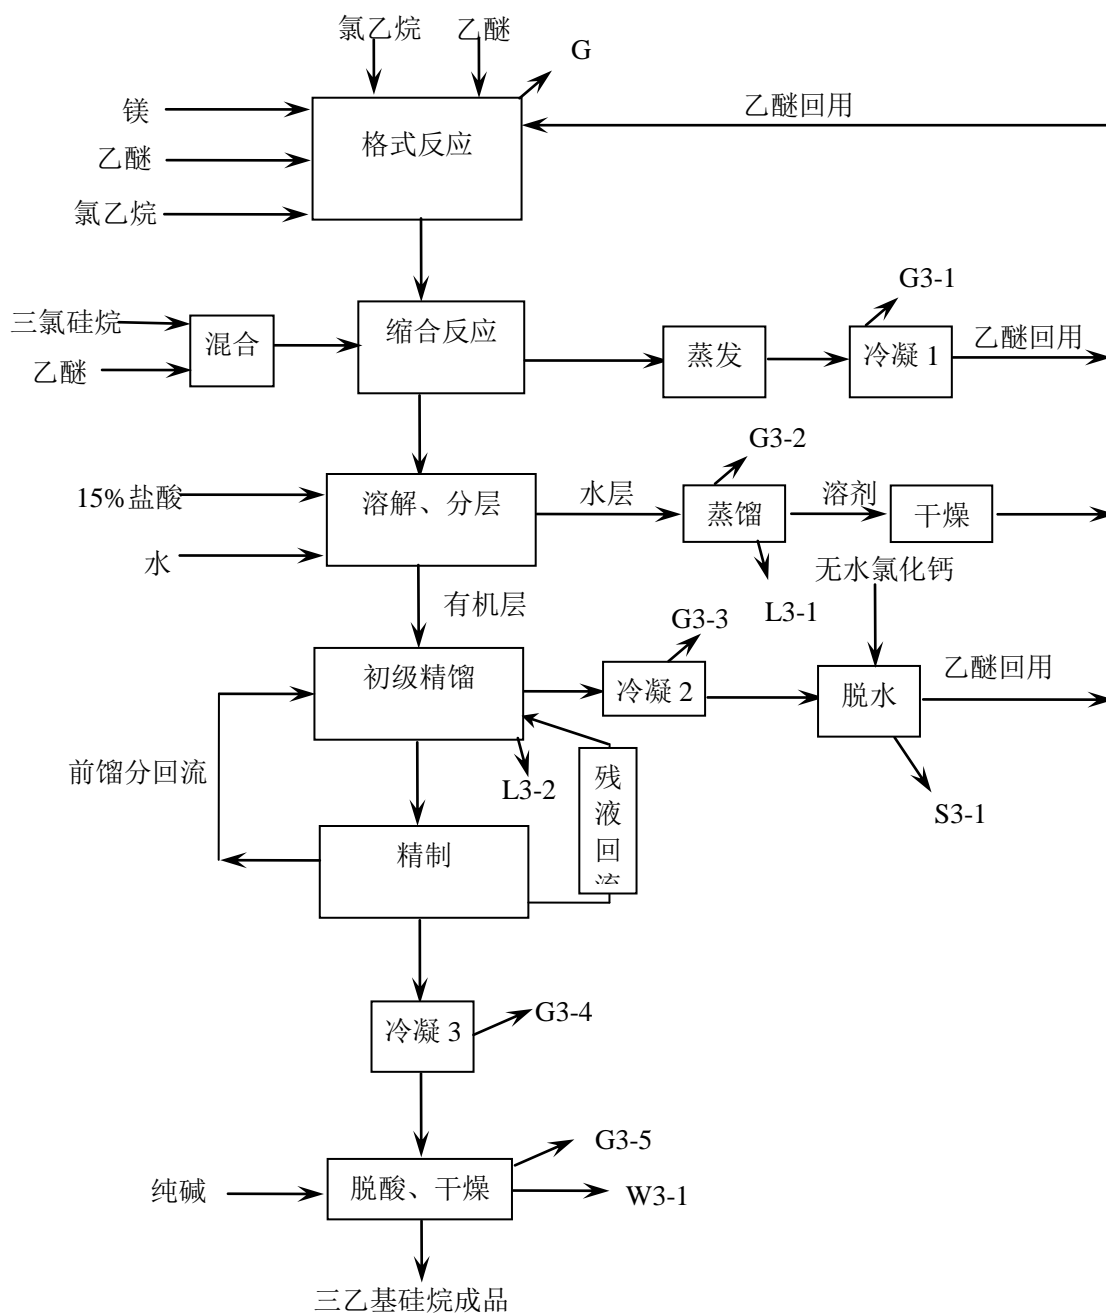 氯乙烷
乙醚
G
镁
乙醚
氯乙烷
格式反应
乙醚回用
三氯硅烷
乙醚
混合
缩合反应
蒸发
G3-1
冷凝 1
乙醚回用
15%盐酸
水
溶解、分层
水层
G3-2
蒸馏
溶剂
干燥
L3-1
无水氯化钙
有机层
初级精馏
G3-3
冷凝 2
脱水
乙醚回用
前馏分回流
L3-2
残
液
回
S3-1
精制
冷凝 3
G3-4
纯碱
脱酸、干燥
G3-5
W3-1
三乙基硅烷成品